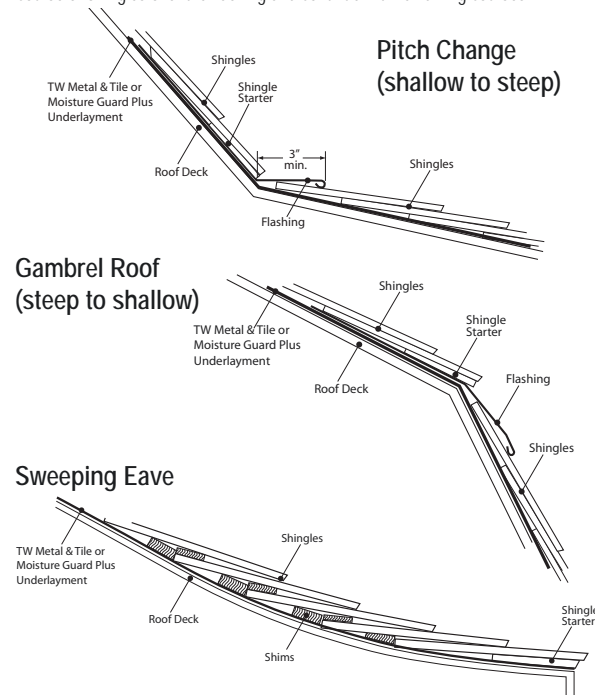 Pitch Change
(shallow to steep)
Shingles
TW Metal & Tile or
Moisture Guard Plus
Underlayment
Shingle
Starter
3"
min.
Roof Deck
Shingles
Flashing
Gambrel Roof
(steep to shallow)
Shingles
TW Metal & Tile or
Moisture Guard Plus
Underlayment
Shingle
Starter
Roof Deck
Flashing
Shingles
Sweeping Eave
TW Metal & Tile or
Moisture Guard Plus
Underlayment
Shingles
Roof Deck
Shims
Shingle
Starter